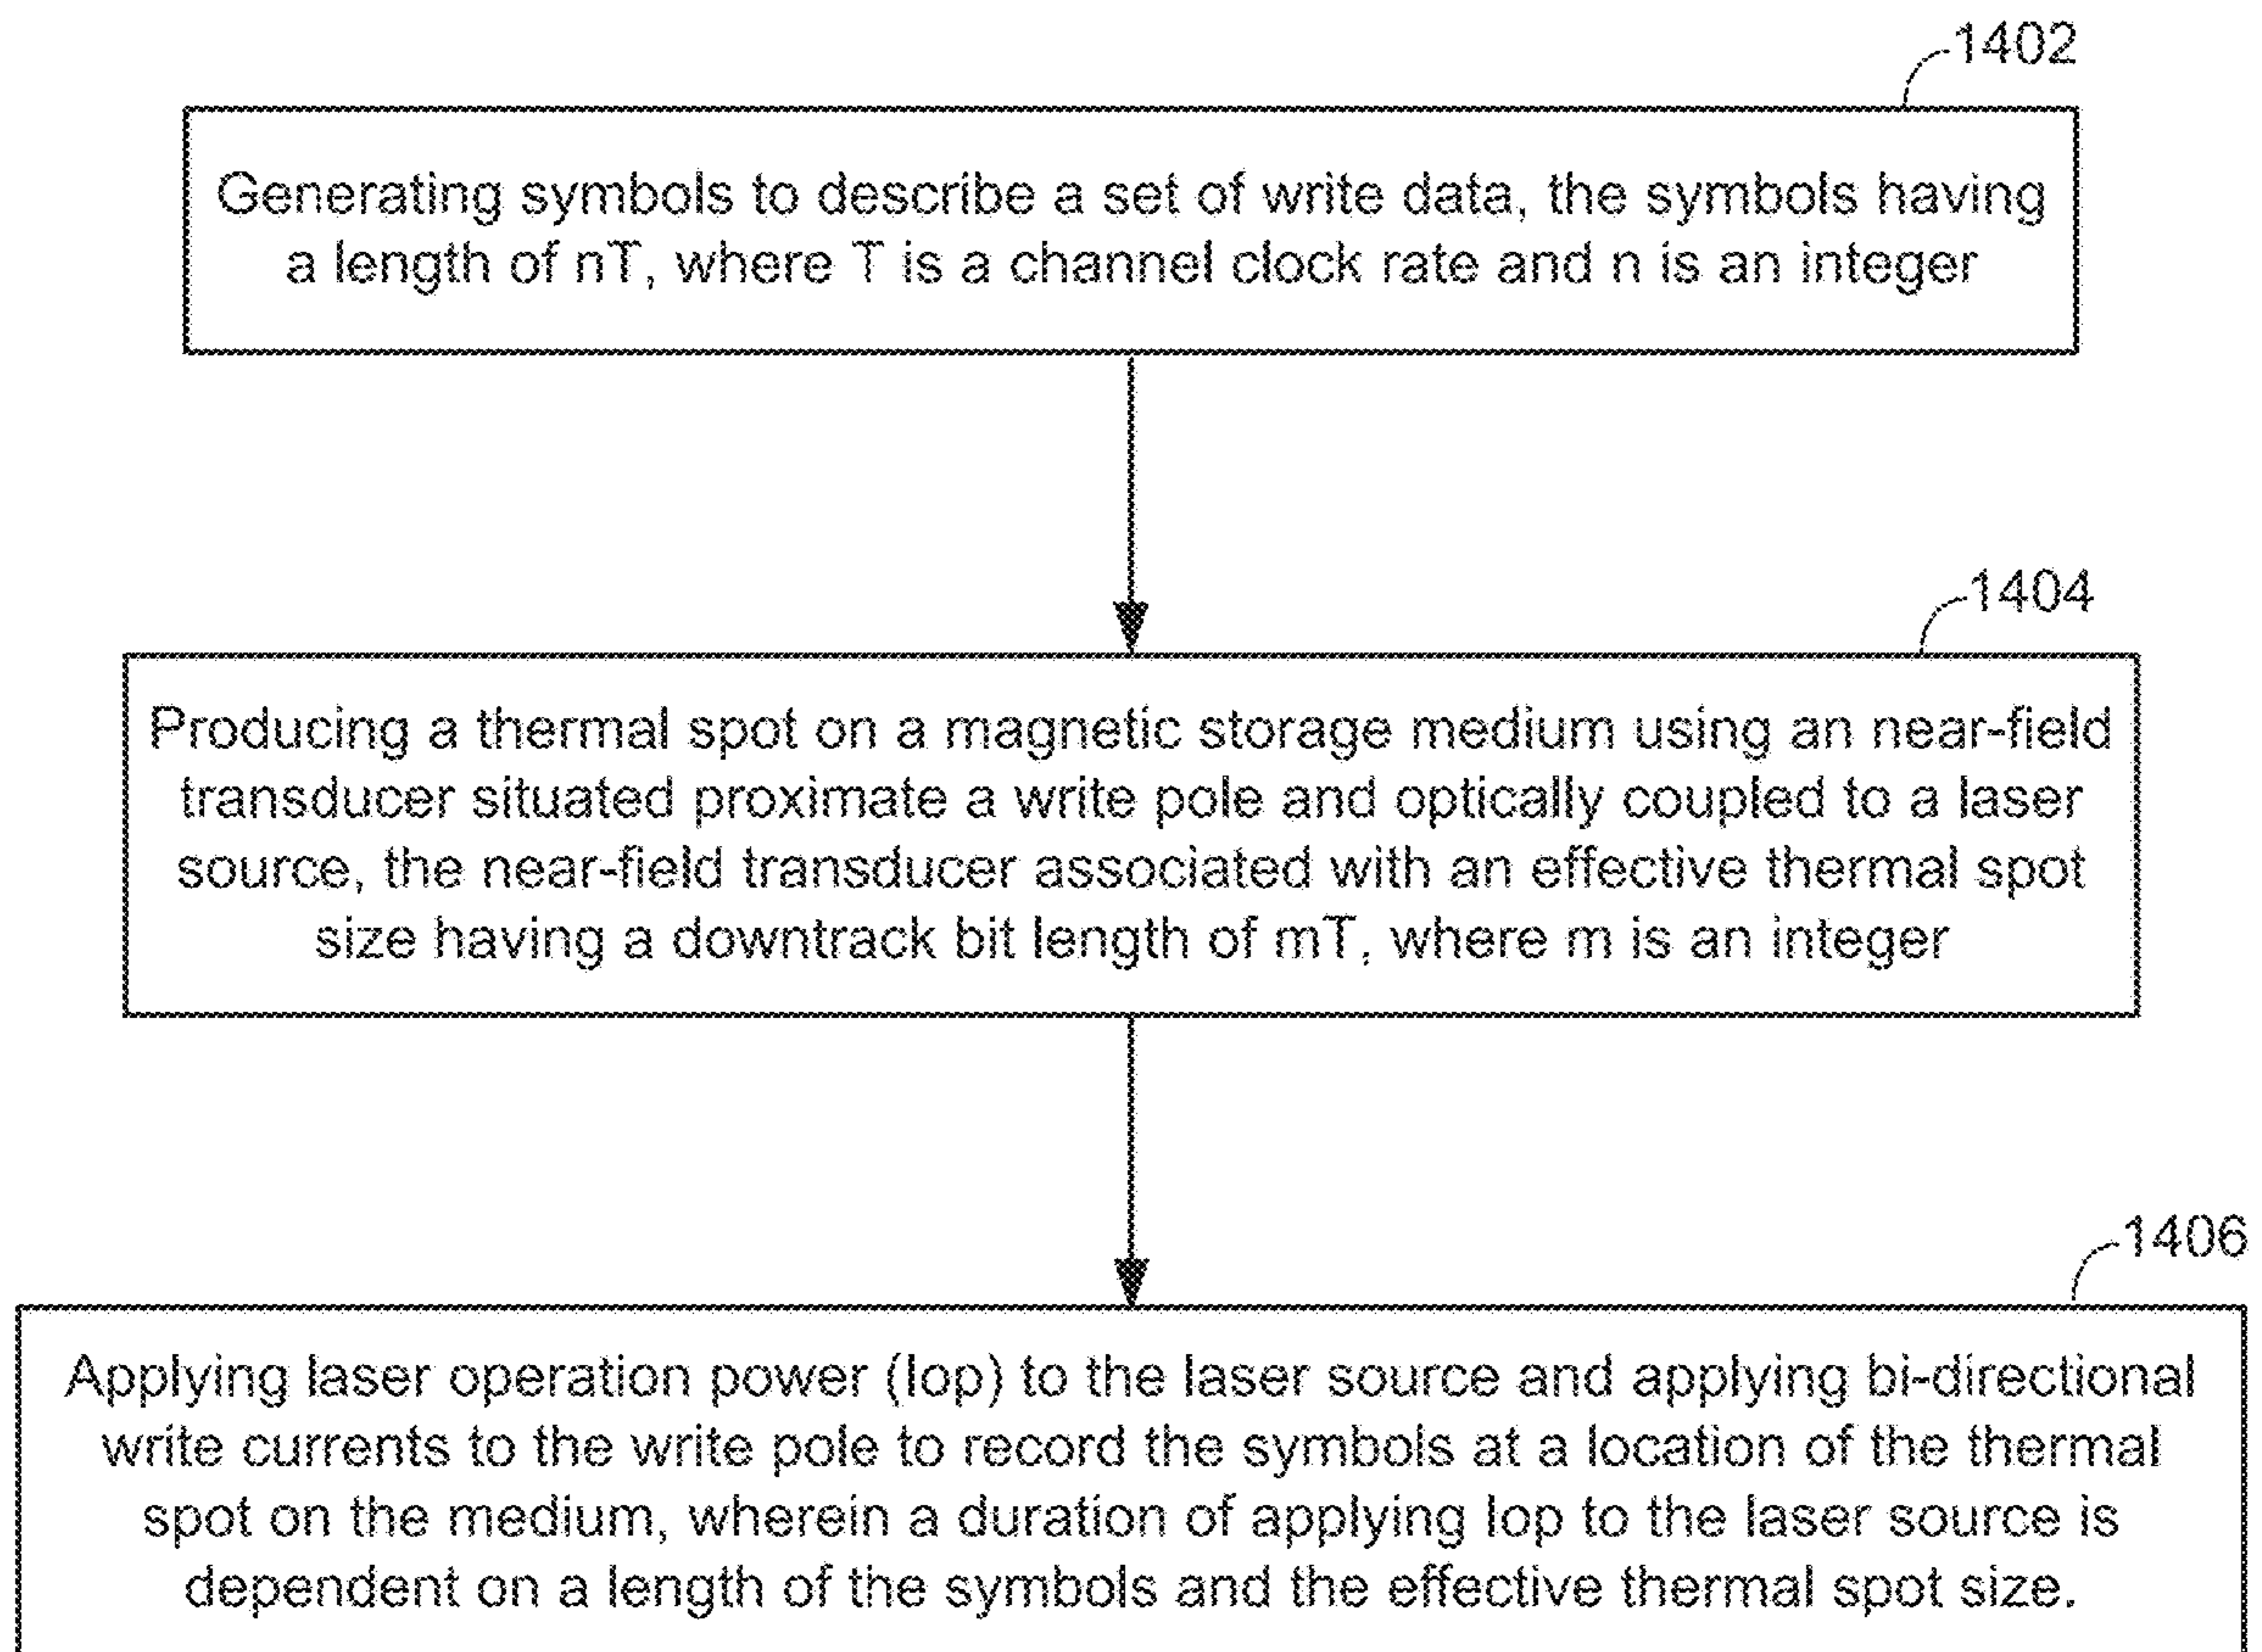 1402
Generating symbols to describe a set of write data, the symbols having
a length of nT, where T is a channel clock rate and n is an integer
1404
Producing a thermal spot on a magnetic storage medium using an near-field
transducer situated proximate a write pole and optically coupled to a laser
source, the near-field transducer associated with an effective thermal spot
size having a downtrack bit length of mT, where m is an integer
1406
Applying laser operation power (Iop) to the laser source and applying bi-directional
write currents to the write pole to record the symbols at a location of the thermal
spot on the medium, wherein a duration of applying Iop to the laser source is
dependent on a length of the symbols and the effective thermal spot size.